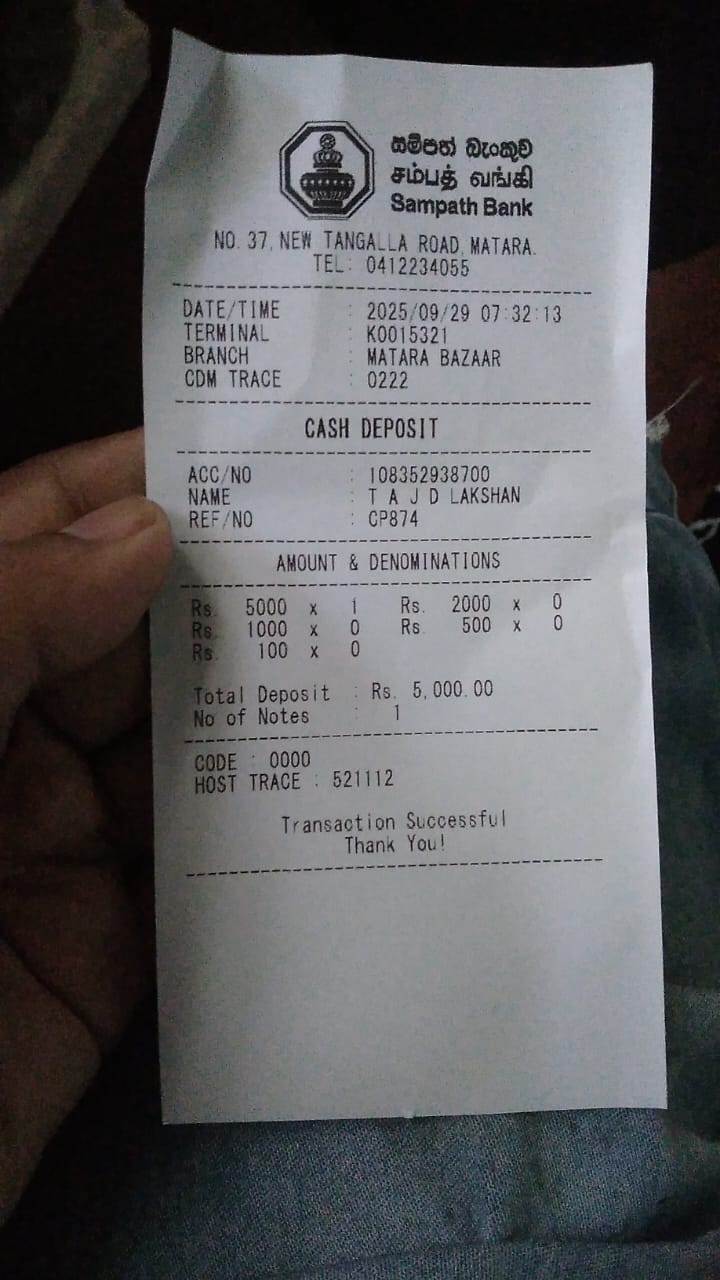 සම්පත් බැංකුව
சம்பத் வங்கி
Sampath Bank
NO. 37, NEW TANGALLA ROAD, MATARA.
TEL: 0412234055
DATE/TIME : 2025/09/29 07:32:13
TERMINAL : K0015321
BRANCH : MATARA BAZAAR
CDM TRACE : 0222
CASH DEPOSIT
ACC/NO : 108352938700
NAME : T A J D LAKSHAN
REF/NO : CP874
AMOUNT & DENOMINATIONS
Rs. 5000 x 1 Rs. 2000 x 0
Rs. 1000 x 0 Rs. 500 x 0
Rs. 100 x 0
Total Deposit : Rs. 5,000.00
No of Notes : 1
CODE : 0000
HOST TRACE : 521112
Transaction Successful
Thank You!